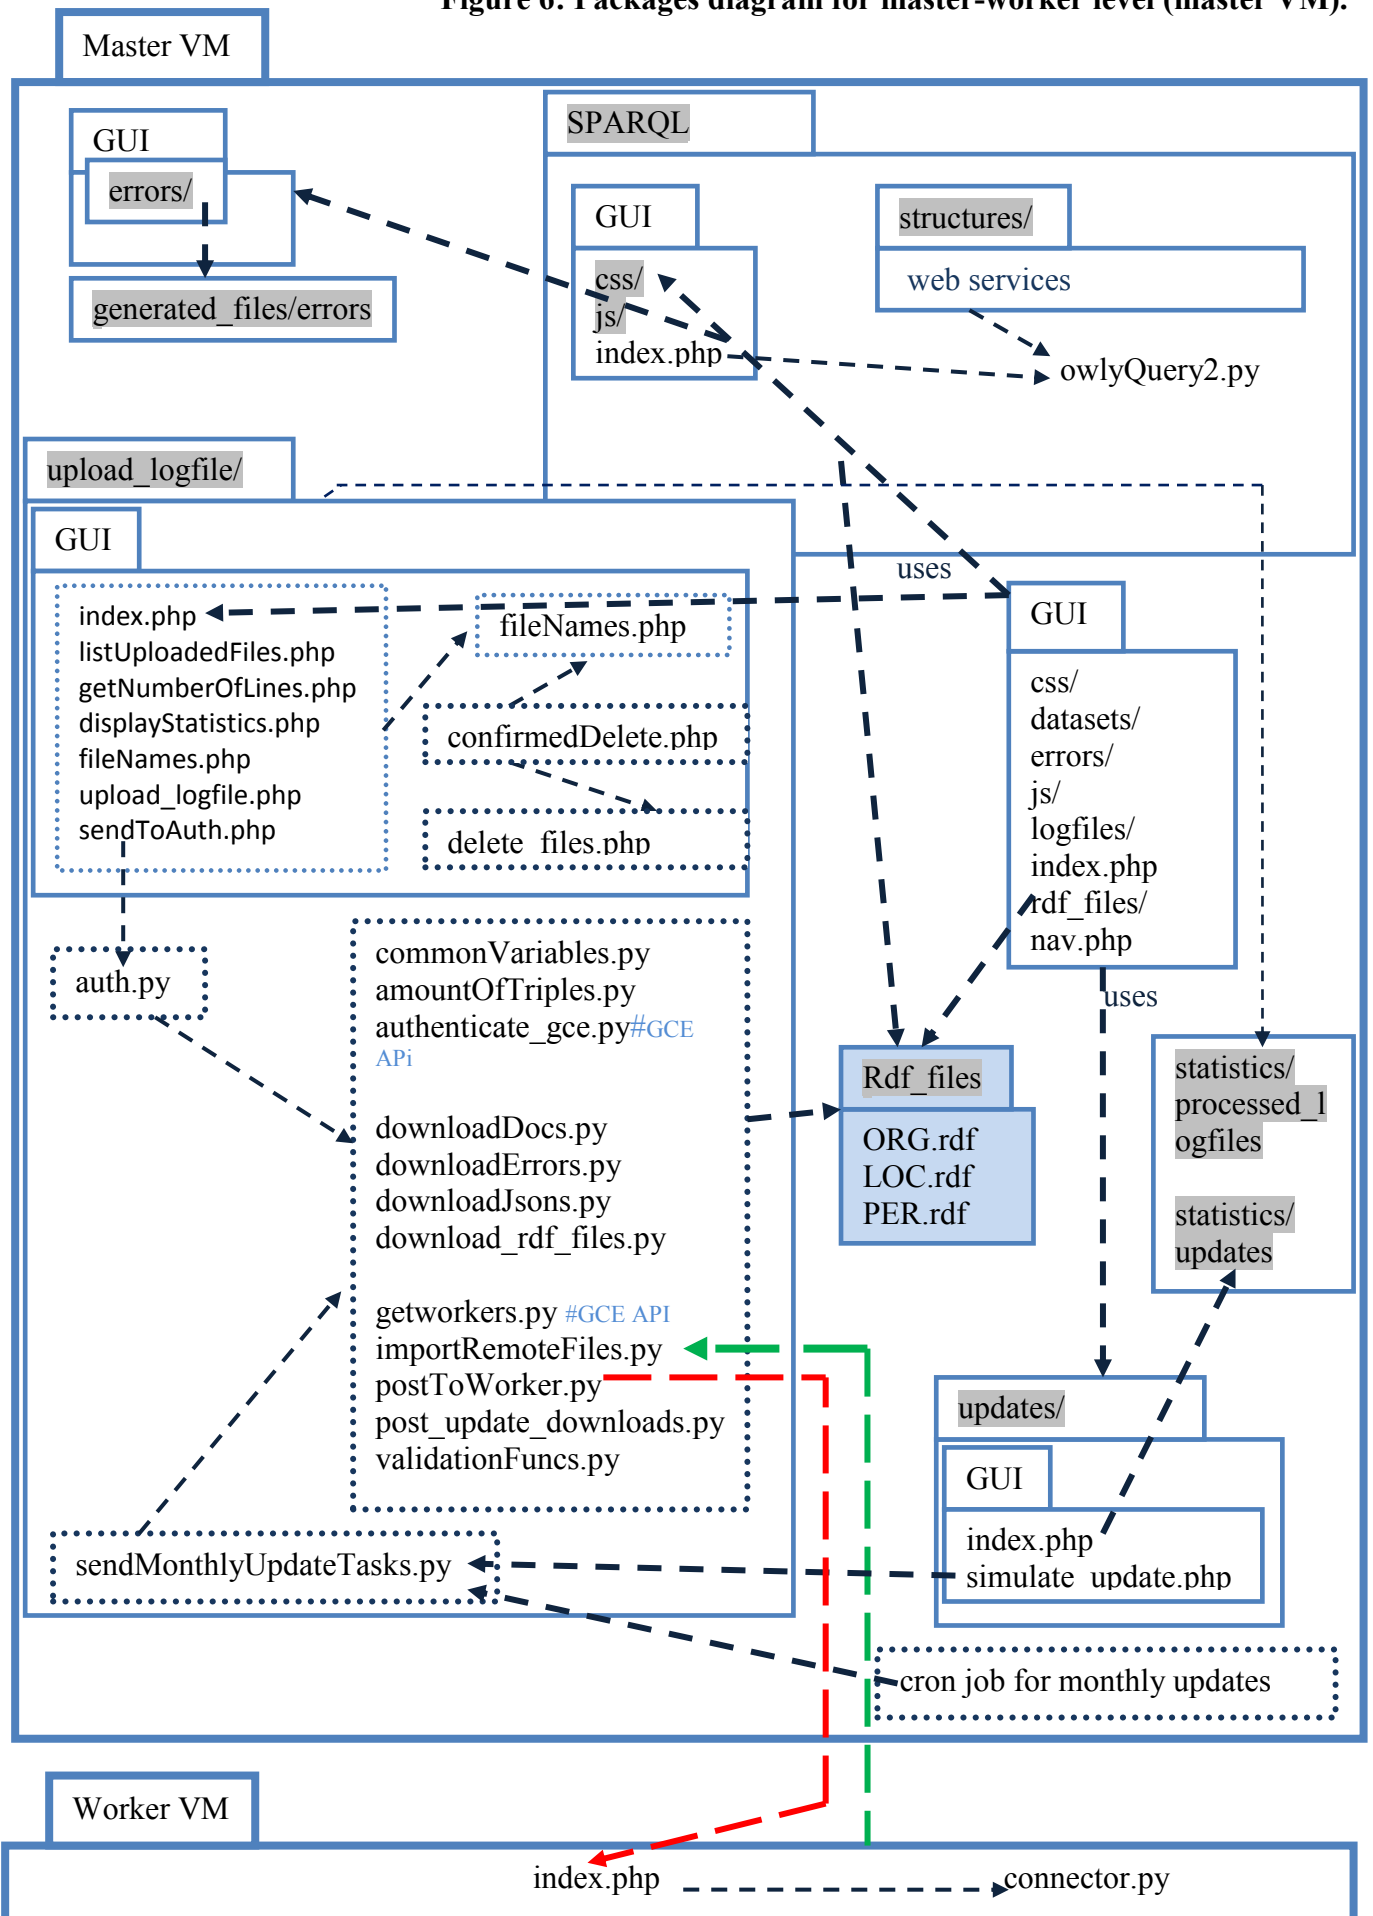 Figure 6: Packages diagram for master-worker level (master VM).
Master VM
GUI
errors/
generated_files/errors
SPARQL
GUI
css/
js/
index.php
structures/
web services
owlyQuery2.py
upload_logfile/
GUI
index.php
listUploadedFiles.php
getNumberOfLines.php
displayStatistics.php
fileNames.php
upload_logfile.php
sendToAuth.php
fileNames.php
confirmedDelete.php
delete_files.php
uses
GUI
css/
datasets/
errors/
js/
logfiles/
index.php
rdf_files/
nav.php
uses
auth.py
commonVariables.py
amountOfTriples.py
authenticate_gce.py#GCE
APi
downloadDocs.py
downloadErrors.py
downloadJsons.py
download_rdf_files.py
getworkers.py #GCE API
importRemoteFiles.py
postToWorker.py
post_update_downloads.py
validationFuncs.py
Rdf_files
ORG.rdf
LOC.rdf
PER.rdf
statistics/
processed_l
ogfiles
statistics/
updates
updates/
GUI
index.php
simulate_update.php
sendMonthlyUpdateTasks.py
cron job for monthly updates
Worker VM
index.php
connector.py